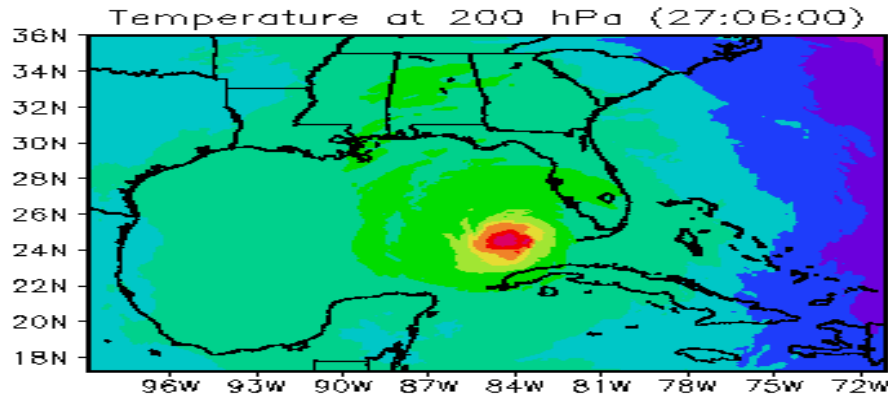 Temperature at 200 hPa (27:06:00)
36N
34N
32N
30N
28N
26N
24N
22N
20N
18N
96W 93W 90W 87W 84W 81W 78W 75W 72W